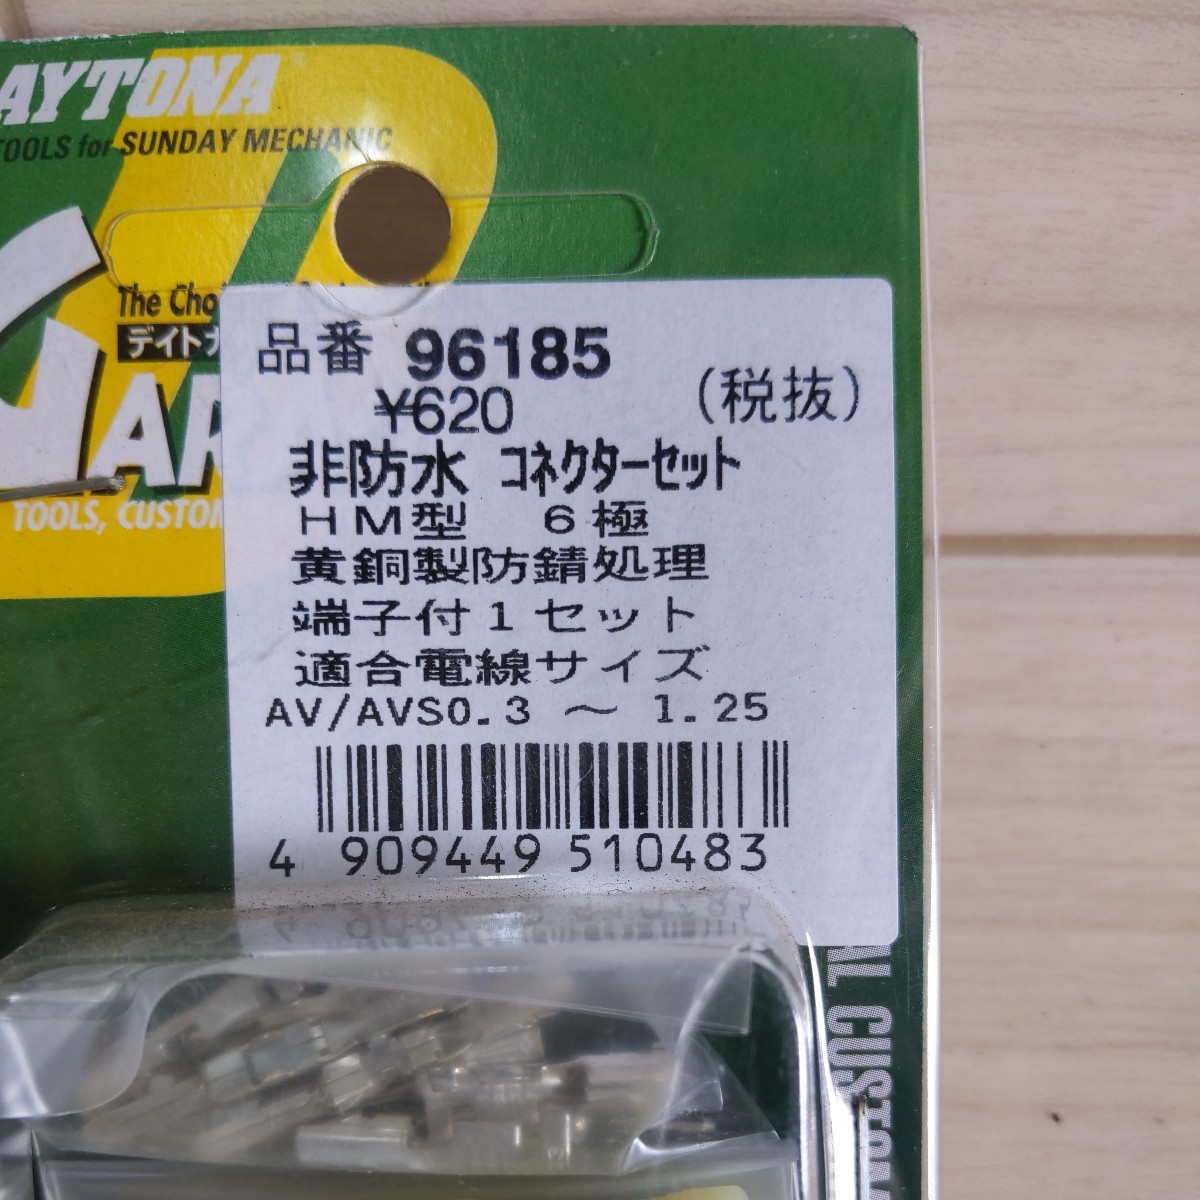 AYTONA
TOOLS for SUNDAY MECHANIC
The
デイト
GAR
TOOLS, CUSTOM
品番 96185
¥620 (税抜)
非防水 コネクターセット
HM型 6極
黄銅製防錆処理
端子付1セット
適合電線サイズ
AV/AVS0.3 ～ 1.25
4 909449 510483
AL CUSTOM